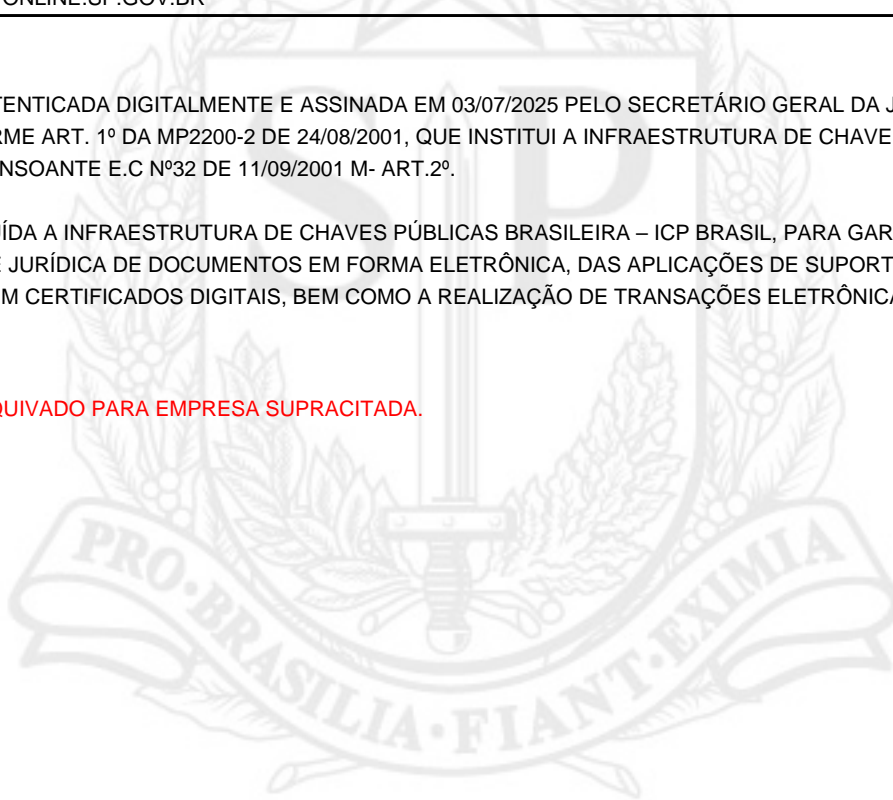 ONLINE.SP.GOV.BR
TENTICADA DIGITALMENTE E ASSINADA EM 03/07/2025 PELO SECRETÁRIO GERAL DA J
RME ART. 1º DA MP2200-2 DE 24/08/2001, QUE INSTITUI A INFRAESTRUTURA DE CHAVE
NSOANTE E.C Nº32 DE 11/09/2001 M- ART.2º.
UÍDA A INFRAESTRUTURA DE CHAVES PÚBLICAS BRASILEIRA – ICP BRASIL, PARA GAR
E JURÍDICA DE DOCUMENTOS EM FORMA ELETRÔNICA, DAS APLICAÇÕES DE SUPORT
M CERTIFICADOS DIGITAIS, BEM COMO A REALIZAÇÃO DE TRANSAÇÕES ELETRÔNICA
QUIVADO PARA EMPRESA SUPRACITADA.
SP
PRO•BRASILIA•FIANT•EXIMIA